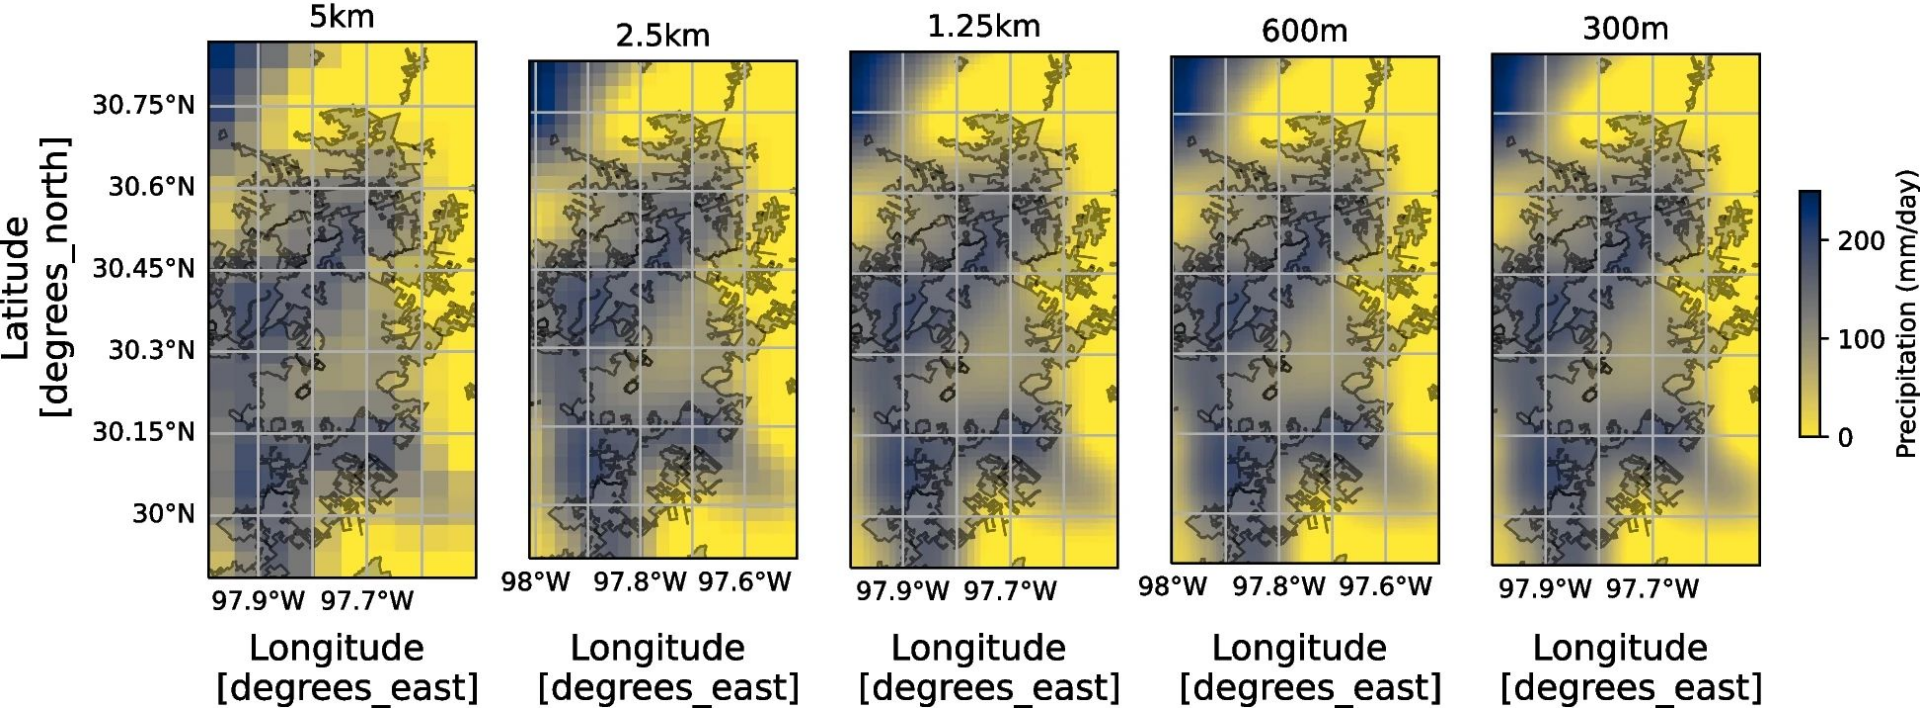 5km
2.5km
1.25km
600m
300m
30.75°N
30.6°N
30.45°N
30.3°N
30.15°N
30°N
Latitude
[degrees_north]
97.9°W 97.7°W
98°W 97.8°W 97.6°W
97.9°W 97.7°W
98°W 97.8°W 97.6°W
97.9°W 97.7°W
Longitude
[degrees_east]
Longitude
[degrees_east]
Longitude
[degrees_east]
Longitude
[degrees_east]
Longitude
[degrees_east]
200
100
0
Precipitation (mm/day)